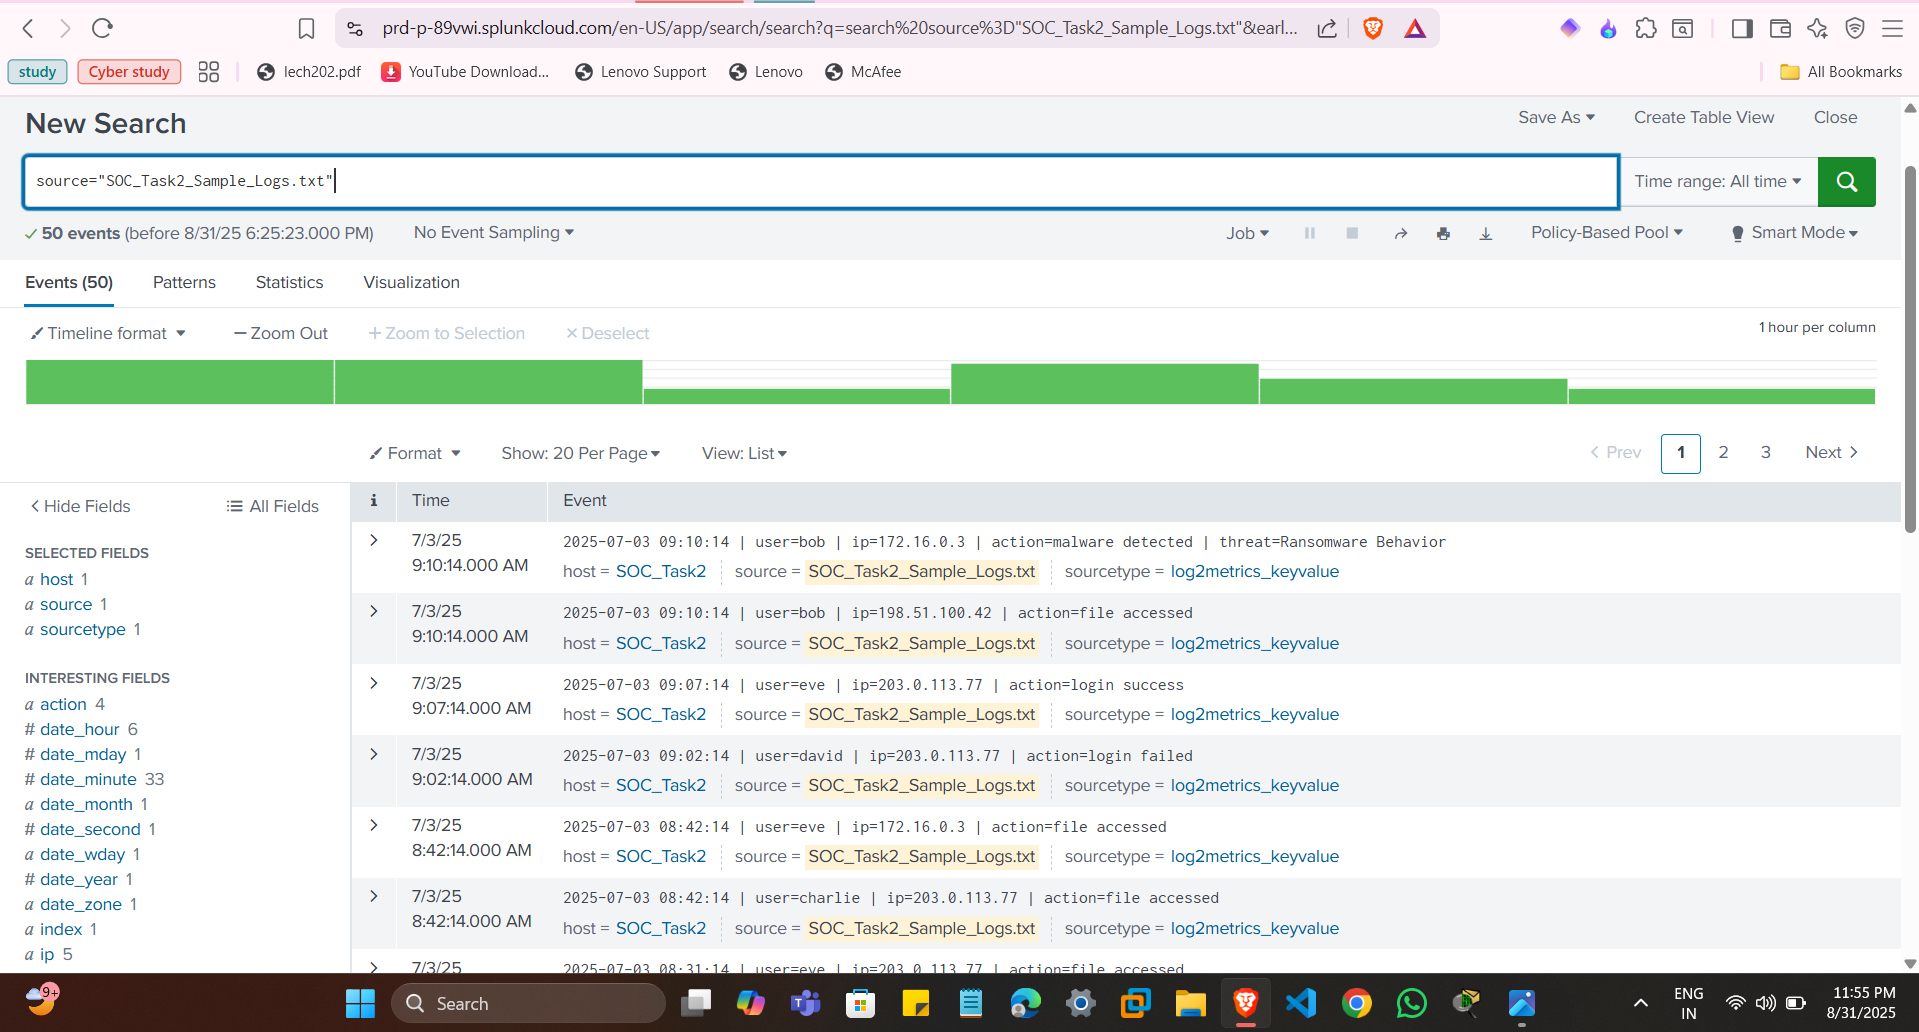 prd-p-89vwi.splunkcloud.com/en-US/app/search/search?q=search%20source%3D"SOC_Task2_Sample_Logs.txt"&earl...
study Cyber study lech202.pdf YouTube Download... Lenovo Support Lenovo McAfee All Bookmarks
New Search Save As Create Table View Close
source="SOC_Task2_Sample_Logs.txt" Time range: All time
50 events (before 8/31/25 6:25:23.000 PM) No Event Sampling Job Policy-Based Pool Smart Mode
Events (50) Patterns Statistics Visualization
Timeline format Zoom Out + Zoom to Selection × Deselect 1 hour per column
Format Show: 20 Per Page View: List < Prev 1 2 3 Next >
< Hide Fields All Fields
SELECTED FIELDS
a host 1
a source 1
a sourcetype 1
INTERESTING FIELDS
a action 4
# date_hour 6
# date_mday 1
# date_minute 33
a date_month 1
# date_second 1
a date_wday 1
# date_year 1
a date_zone 1
a index 1
a ip 5
i Time Event
> 7/3/25 9:10:14.000 AM
2025-07-03 09:10:14 | user=bob | ip=172.16.0.3 | action=malware detected | threat=Ransomware Behavior
host = SOC_Task2 source = SOC_Task2_Sample_Logs.txt sourcetype = log2metrics_keyvalue
> 7/3/25 9:10:14.000 AM
2025-07-03 09:10:14 | user=bob | ip=198.51.100.42 | action=file accessed
host = SOC_Task2 source = SOC_Task2_Sample_Logs.txt sourcetype = log2metrics_keyvalue
> 7/3/25 9:07:14.000 AM
2025-07-03 09:07:14 | user=eve | ip=203.0.113.77 | action=login success
host = SOC_Task2 source = SOC_Task2_Sample_Logs.txt sourcetype = log2metrics_keyvalue
> 7/3/25 9:02:14.000 AM
2025-07-03 09:02:14 | user=david | ip=203.0.113.77 | action=login failed
host = SOC_Task2 source = SOC_Task2_Sample_Logs.txt sourcetype = log2metrics_keyvalue
> 7/3/25 8:42:14.000 AM
2025-07-03 08:42:14 | user=eve | ip=172.16.0.3 | action=file accessed
host = SOC_Task2 source = SOC_Task2_Sample_Logs.txt sourcetype = log2metrics_keyvalue
> 7/3/25 8:42:14.000 AM
2025-07-03 08:42:14 | user=charlie | ip=203.0.113.77 | action=file accessed
host = SOC_Task2 source = SOC_Task2_Sample_Logs.txt sourcetype = log2metrics_keyvalue
> 7/3/25 2025-07-03 08:31:14 | user=eve | ip=203.0.113.77 | action=file accessed
9+ Search ENG IN 11:55 PM 8/31/2025